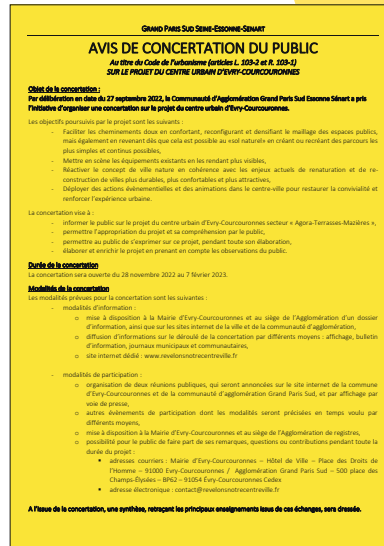 GRAND PARIS SUD SEINE-ESSONNE-SENART
AVIS DE CONCERTATION DU PUBLIC
Au titre du Code de l'urbanisme (articles L. 103-2 et R. 103-1)
SUR LE PROJET DU CENTRE URBAIN D'EVRY-COURCOURONNES
Objet de la concertation :
Par délibération en date du 27 septembre 2022, la Communauté d'Agglomération Grand Paris Sud Essonne Sénart a pris
l'initiative d'organiser une concertation sur le projet du centre urbain d'Evry-Courcouronnes.
Les objectifs poursuivis par le projet sont les suivants :
- Faciliter les cheminements doux en confortant, reconfigurant et densifiant le maillage des espaces publics,
mais également en revenant dès que cela est possible au «sol naturel» en créant ou recréant des parcours les
plus simples et continus possibles,
- Mettre en scène les équipements existants en les rendant plus visibles,
- Réactiver le concept de ville nature en cohérence avec les enjeux actuels de renaturation et de re-
construction de villes plus durables, plus confortables et plus attractives,
- Déployer des actions évènementielles et des animations dans le centre-ville pour restaurer la convivialité et
renforcer l'expérience urbaine.
La concertation vise à :
- informer le public sur le projet du centre urbain d'Evry-Courcouronnes secteur « Agora-Terrasses-Mazières »,
- permettre l'appropriation du projet et sa compréhension par le public,
- permettre au public de s'exprimer sur ce projet, pendant toute son élaboration,
- élaborer et enrichir le projet en prenant en compte les observations du public.
Durée de la concertation
La concertation sera ouverte du 28 novembre 2022 au 7 février 2023.
Modalités de la concertation
Les modalités prévues pour la concertation sont les suivantes :
- modalités d'information :
o mise à disposition à la Mairie d'Evry-Courcouronnes et au siège de l'Agglomération d'un dossier
d'information, ainsi que sur les sites internet de la ville et de la communauté d'agglomération,
o diffusion d'informations sur le déroulé de la concertation par différents moyens : affichage, bulletin
d'information, journaux municipaux et communautaires,
o site internet dédié : www.revelonsnotrecentreville.fr
- modalités de participation :
o organisation de deux réunions publiques, qui seront annoncées sur le site internet de la commune
d'Evry-Courcouronnes et de la communauté d'agglomération Grand Paris Sud, et par affichage par
voie de presse,
o autres évènements de participation dont les modalités seront précisées en temps voulu par
différents moyens,
o mise à disposition à la Mairie d'Evry-Courcouronnes et au siège de l'Agglomération de registres,
o possibilité pour le public de faire part de ses remarques, questions ou contributions pendant toute la
durée du projet :
▪ adresses courriers : Mairie d'Evry-Courcouronnes – Hôtel de Ville – Place des Droits de
l'Homme – 91000 Evry-Courcouronnes / Agglomération Grand Paris Sud – 500 place des
Champs-Élysées – BP62 – 91054 Evry-Courcouronnes Cedex
▪ adresse électronique : contact@revelonsnotrecentreville.fr
A l'issue de la concertation, une synthèse, retraçant les principaux enseignements issus de ces échanges, sera dressée.